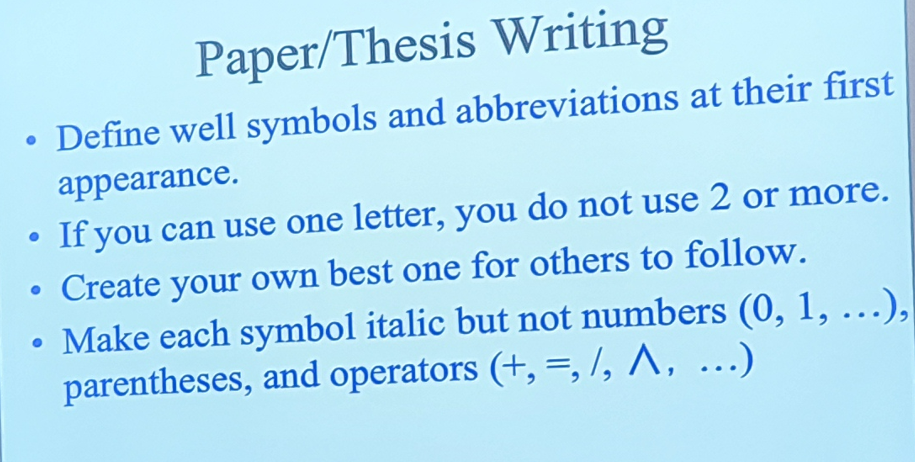 Paper/Thesis Writing
• Define well symbols and abbreviations at their first
appearance.
• If you can use one letter, you do not use 2 or more.
• Create your own best one for others to follow.
• Make each symbol italic but not numbers (0, 1, …),
parentheses, and operators (+, =, /, ∧, …)